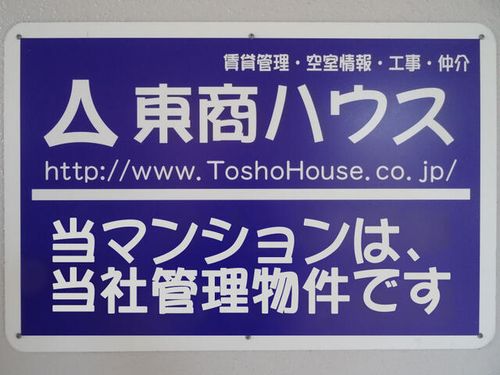 賃貸管理・空室情報・工事・仲介
東商ハウス
http://www.ToshoHouse.co.jp/
当マンションは、
当社管理物件です